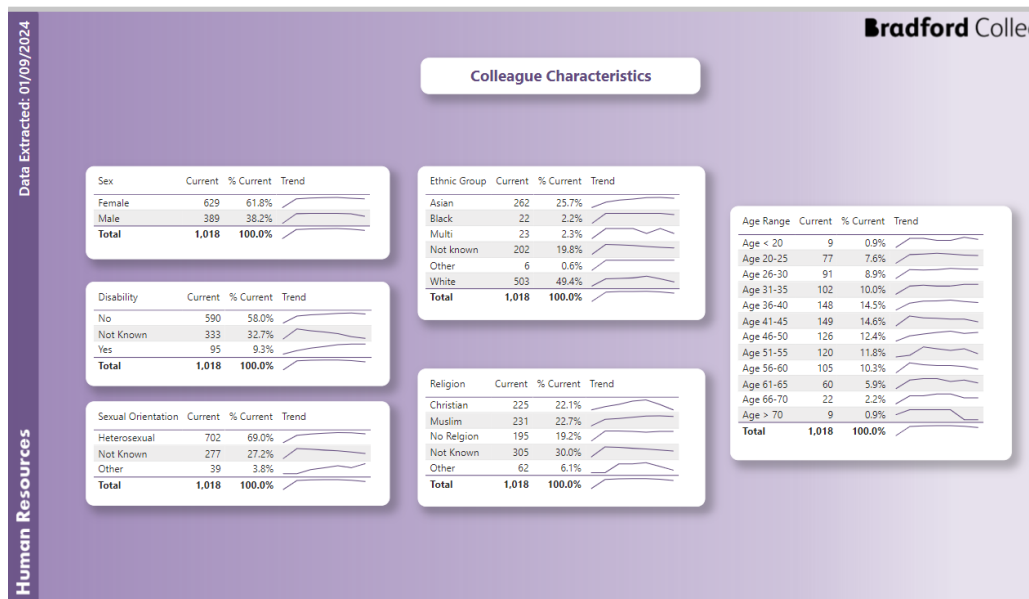 Data Extracted: 01/09/2024
Human Resources
Bradford Colle
Colleague Characteristics
Sex Current % Current Trend
Female 629 61.8%
Male 389 38.2%
Total 1,018 100.0%
Disability Current % Current Trend
No 590 58.0%
Not Known 333 32.7%
Yes 95 9.3%
Total 1,018 100.0%
Sexual Orientation Current % Current Trend
Heterosexual 702 69.0%
Not Known 277 27.2%
Other 39 3.8%
Total 1,018 100.0%
Ethnic Group Current % Current Trend
Asian 262 25.7%
Black 22 2.2%
Multi 23 2.3%
Not known 202 19.8%
Other 6 0.6%
White 503 49.4%
Total 1,018 100.0%
Religion Current % Current Trend
Christian 225 22.1%
Muslim 231 22.7%
No Relgion 195 19.2%
Not Known 305 30.0%
Other 62 6.1%
Total 1,018 100.0%
Age Range Current % Current Trend
Age < 20 9 0.9%
Age 20-25 77 7.6%
Age 26-30 91 8.9%
Age 31-35 102 10.0%
Age 36-40 148 14.5%
Age 41-45 149 14.6%
Age 46-50 126 12.4%
Age 51-55 120 11.8%
Age 56-60 105 10.3%
Age 61-65 60 5.9%
Age 66-70 22 2.2%
Age > 70 9 0.9%
Total 1,018 100.0%